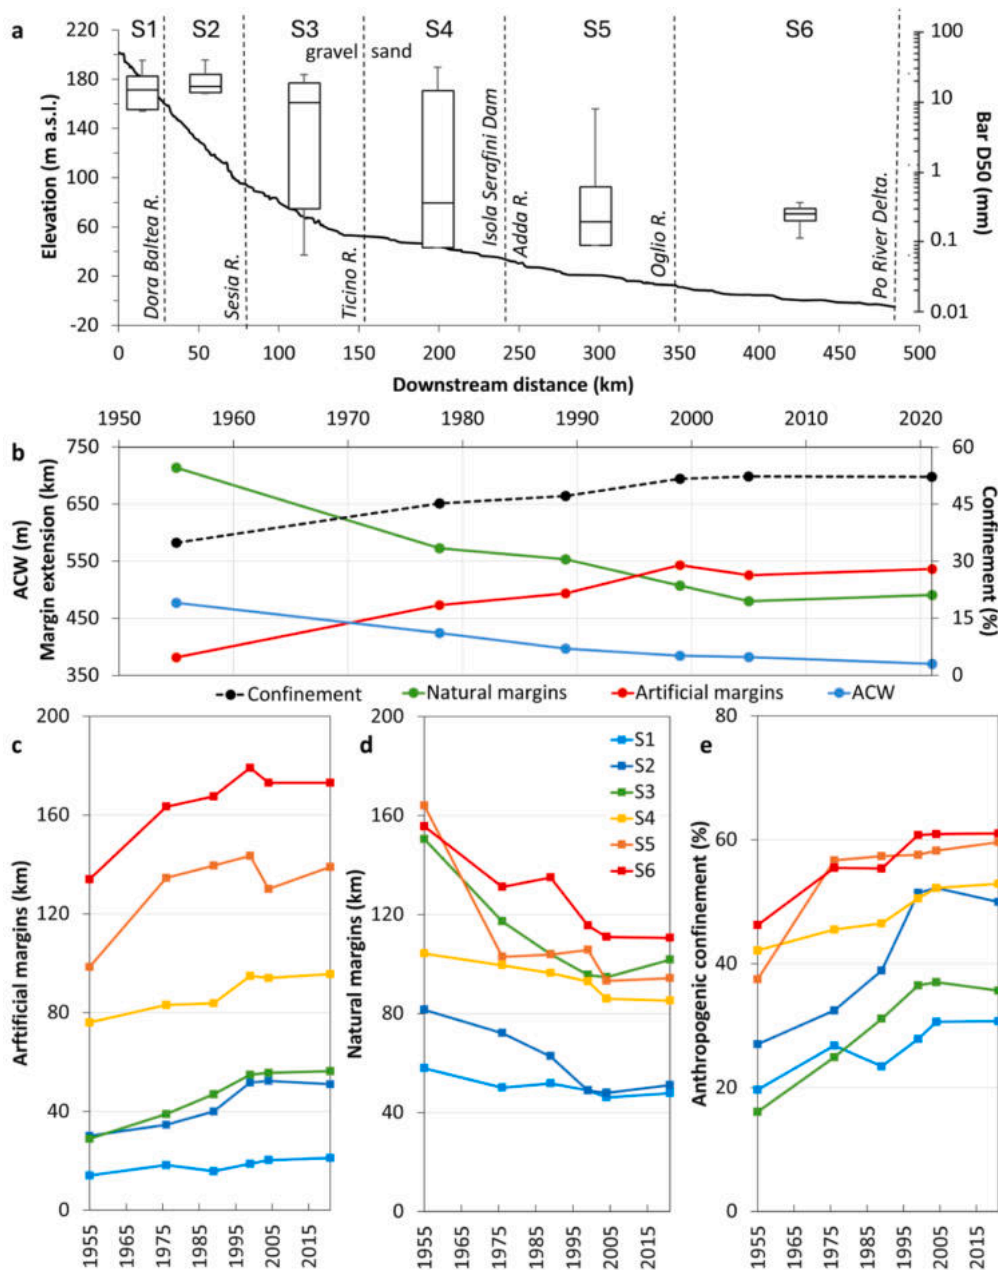 a
S1 S2 S3 S4 S5 S6
gravel sand
Elevation (m a.s.l.)
220
180
140
100
60
20
-20
Dora Baltea R.
Sesia R.
Ticino R.
Isola Serafini Dam
Adda R.
Oglio R.
Po River Delta.
100
10
1
0.1
0.01
Bar D50 (mm)
0 50 100 150 200 250 300 350 400 450 500
Downstream distance (km)
1950 1960 1970 1980 1990 2000 2010 2020
b
ACW (m)
Margin extension (km)
750
650
550
450
350
60
45
30
15
0
Confinement (%)
Confinement Natural margins Artificial margins ACW
c
Arftificial margins (km)
200
160
120
80
40
0
1955 1965 1975 1985 1995 2005 2015
d
Natural margins (km)
200
160
120
80
40
0
S1
S2
S3
S4
S5
S6
1955 1965 1975 1985 1995 2005 2015
e
Anthropogenic confinement (%)
80
60
40
20
0
1955 1965 1975 1985 1995 2005 2015